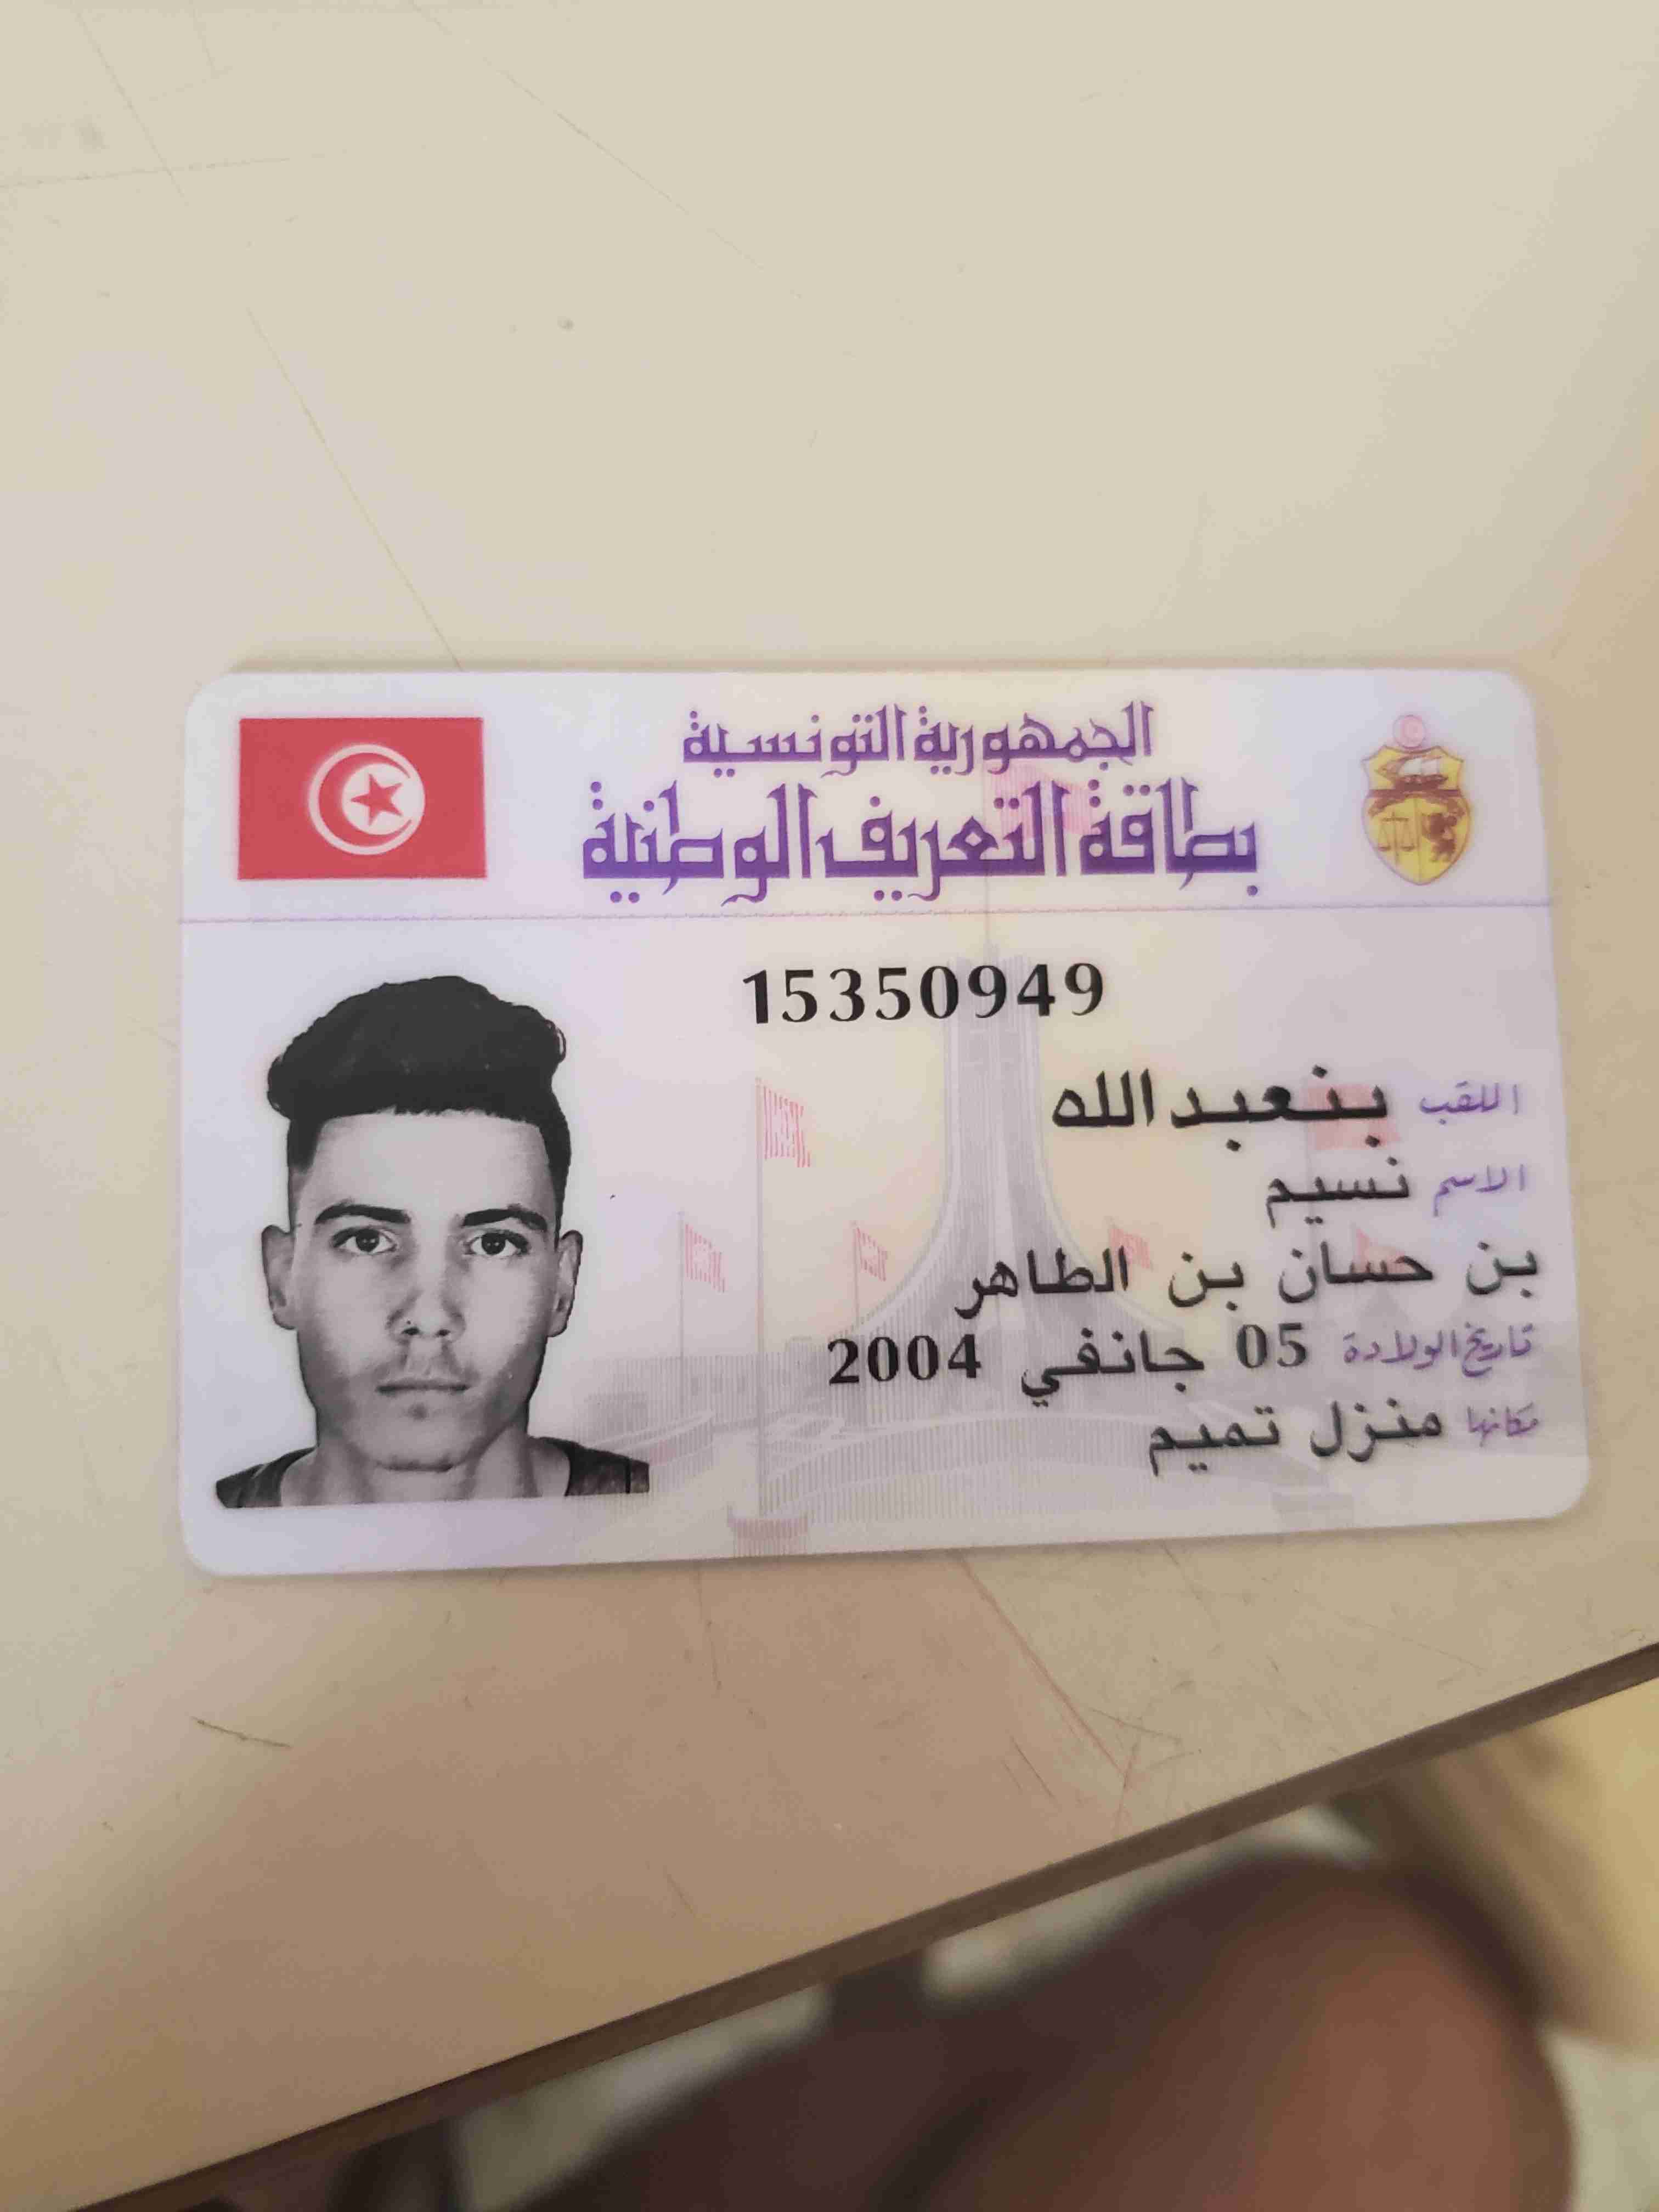 الجمهورية التونسية
بطاقة التعريف الوطنية
15350949
اللقب بنعبدالله
الاسم نسيم
بن حسان بن الطاهر
تاريخ الولادة 05 جانفي 2004
مكانها منزل تميم